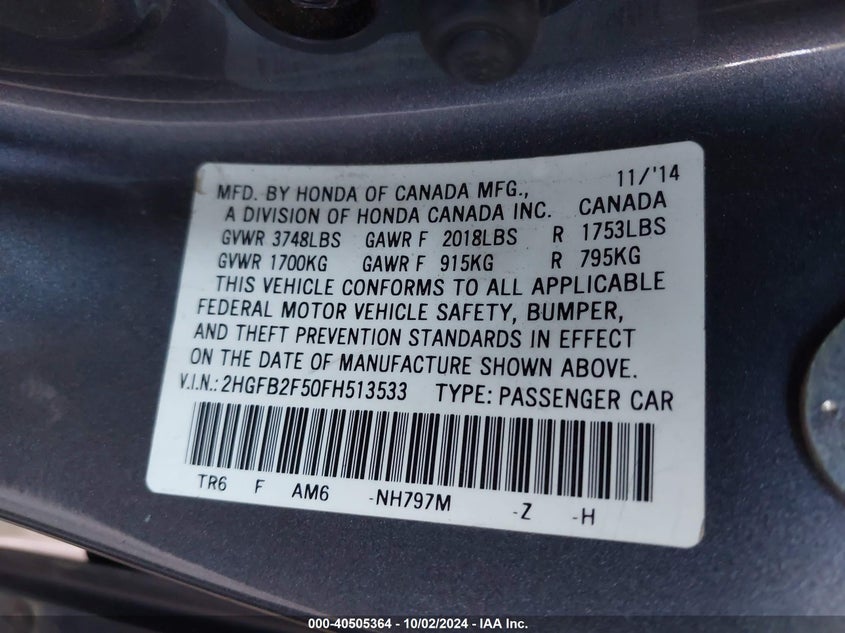 11/'14
MFD. BY HONDA OF CANADA MFG.,
A DIVISION OF HONDA CANADA INC. CANADA
GVWR 3748LBS GAWR F 2018LBS R 1753LBS
GVWR 1700KG GAWR F 915KG R 795KG
THIS VEHICLE CONFORMS TO ALL APPLICABLE
FEDERAL MOTOR VEHICLE SAFETY, BUMPER,
AND THEFT PREVENTION STANDARDS IN EFFECT
ON THE DATE OF MANUFACTURE SHOWN ABOVE.
V.I.N.: 2HGFB2F50FH513533 TYPE: PASSENGER CAR
TR6 F AM6 -NH797M -Z -H
000-40505364 - 10/02/2024 - IAA Inc.